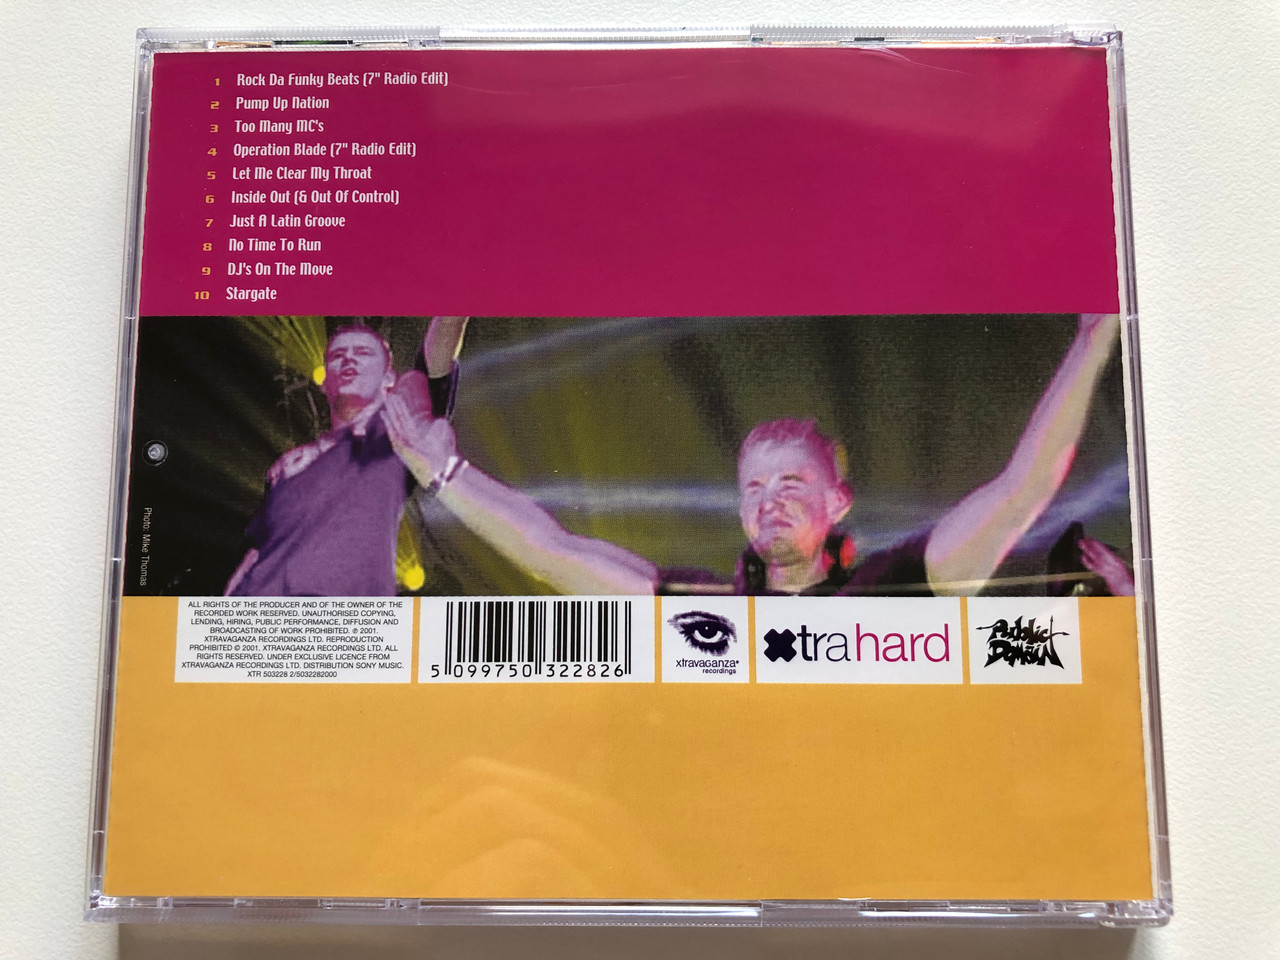 1 Rock Da Funky Beats (7" Radio Edit)
2 Pump Up Nation
3 Too Many MC's
4 Operation Blade (7" Radio Edit)
5 Let Me Clear My Throat
6 Inside Out (& Out Of Control)
7 Just A Latin Groove
8 No Time To Run
9 DJ's On The Move
10 Stargate
Photo: Mike Thomas
ALL RIGHTS OF THE PRODUCER AND OF THE OWNER OF THE
RECORDED WORK RESERVED. UNAUTHORISED COPYING,
LENDING, HIRING, PUBLIC PERFORMANCE, DIFFUSION AND
BROADCASTING OF WORK PROHIBITED. ℗ 2001.
XTRAVAGANZA RECORDINGS LTD. REPRODUCTION
PROHIBITED © 2001. XTRAVAGANZA RECORDINGS LTD. ALL
RIGHTS RESERVED. UNDER EXCLUSIVE LICENCE FROM
XTRAVAGANZA RECORDINGS LTD. DISTRIBUTION SONY MUSIC.
XTR 503228 2/5032282000
5 099750 322826
xtravaganza*
recordings
xtrahard
Public
Domain